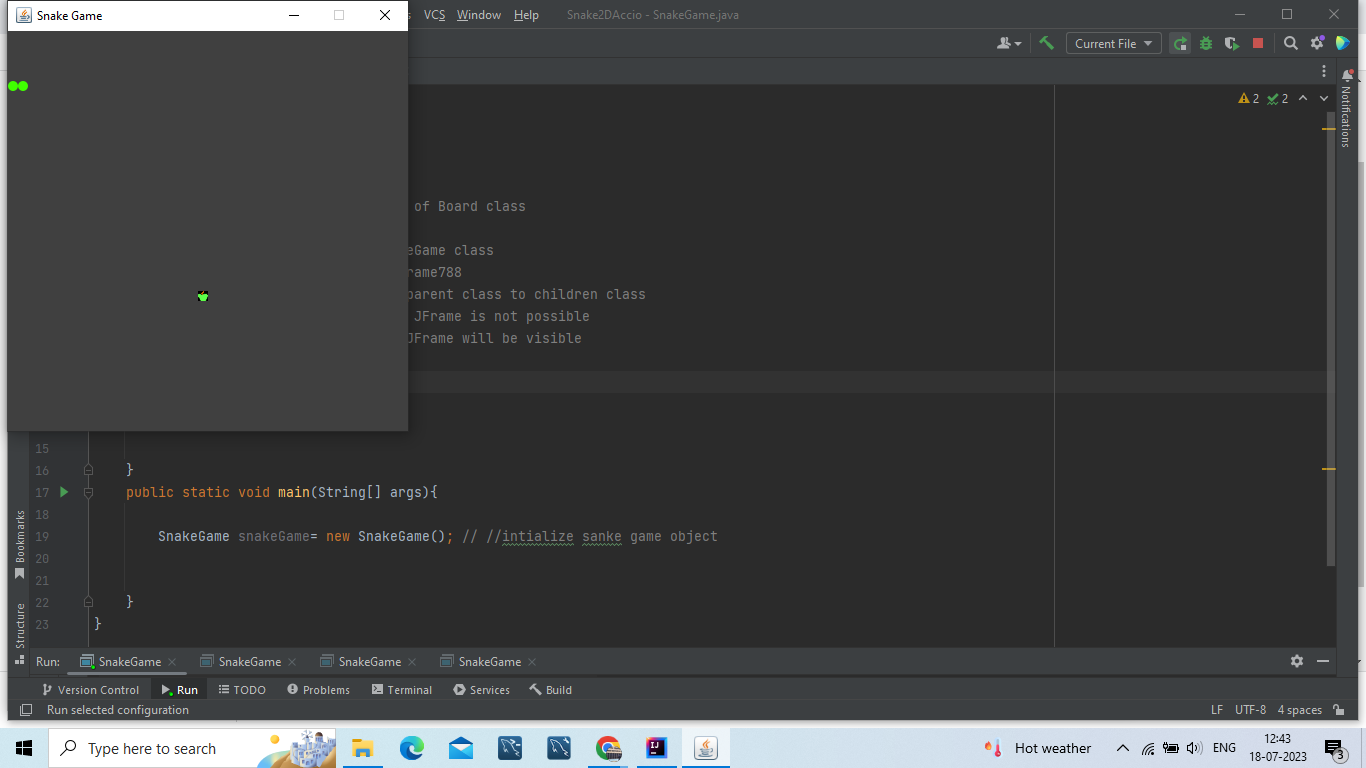 Snake Game
VCS Window Help Snake2DAccio - SnakeGame.java
Current File
2 2
Notifications
of Board class
eGame class
rame788
parent class to children class
JFrame is not possible
JFrame will be visible
15
16 }
17 public static void main(String[] args){
18
19 SnakeGame snakeGame= new SnakeGame(); // //intialize sanke game object
20
21
22 }
23 }
Bookmarks
Structure
Run: SnakeGame SnakeGame SnakeGame SnakeGame
Version Control Run TODO Problems Terminal Services Build
Run selected configuration LF UTF-8 4 spaces
Type here to search
Hot weather ENG 12:43
18-07-2023 3